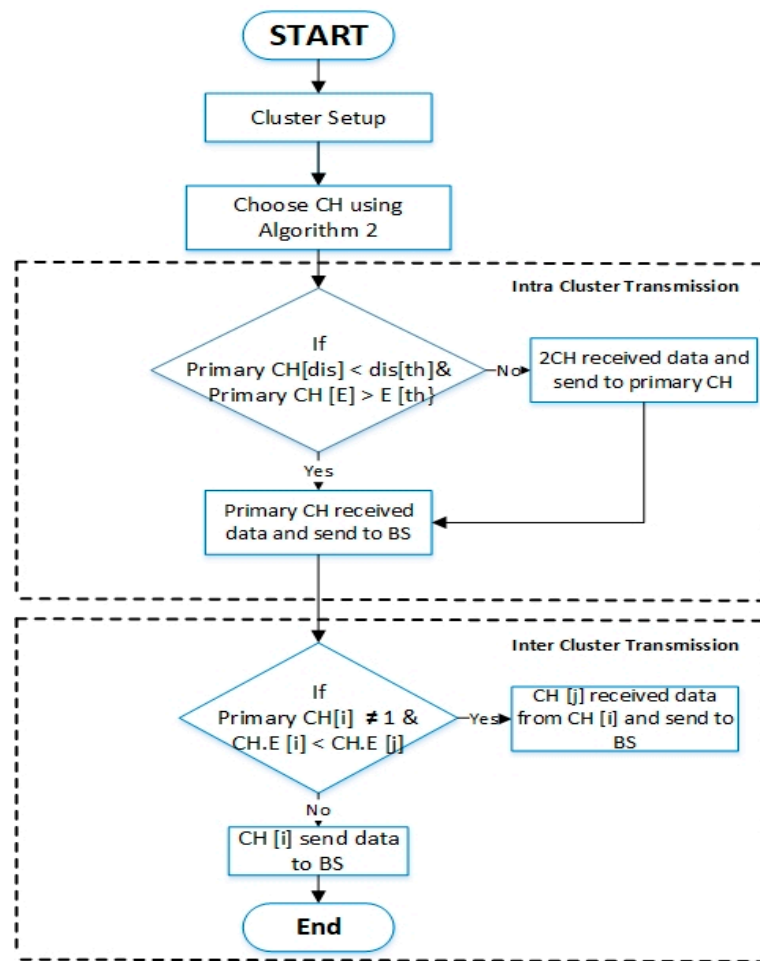 START
Cluster Setup
Choose CH using
Algorithm 2
Intra Cluster Transmission
If
Primary CH[dis] < dis[th]&
Primary CH [E] > E [th}
No
2CH received data and
send to primary CH
Yes
Primary CH received
data and send to BS
Inter Cluster Transmission
If
Primary CH[i] ≠ 1 &
CH.E [i] < CH.E [j]
Yes
CH [j] received data
from CH [i] and send to
BS
No
CH [i] send data
to BS
End